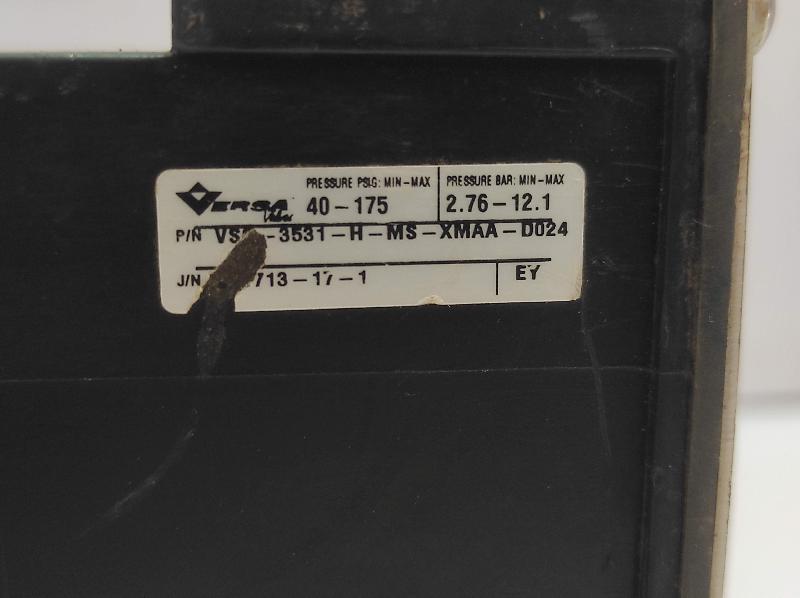 VERSA Valves
PRESSURE PSIG: MIN-MAX
40-175
PRESSURE BAR: MIN-MAX
2.76-12.1
P/N -3531-H-MS-XMAA-D024
J/N 713-17-1
EY